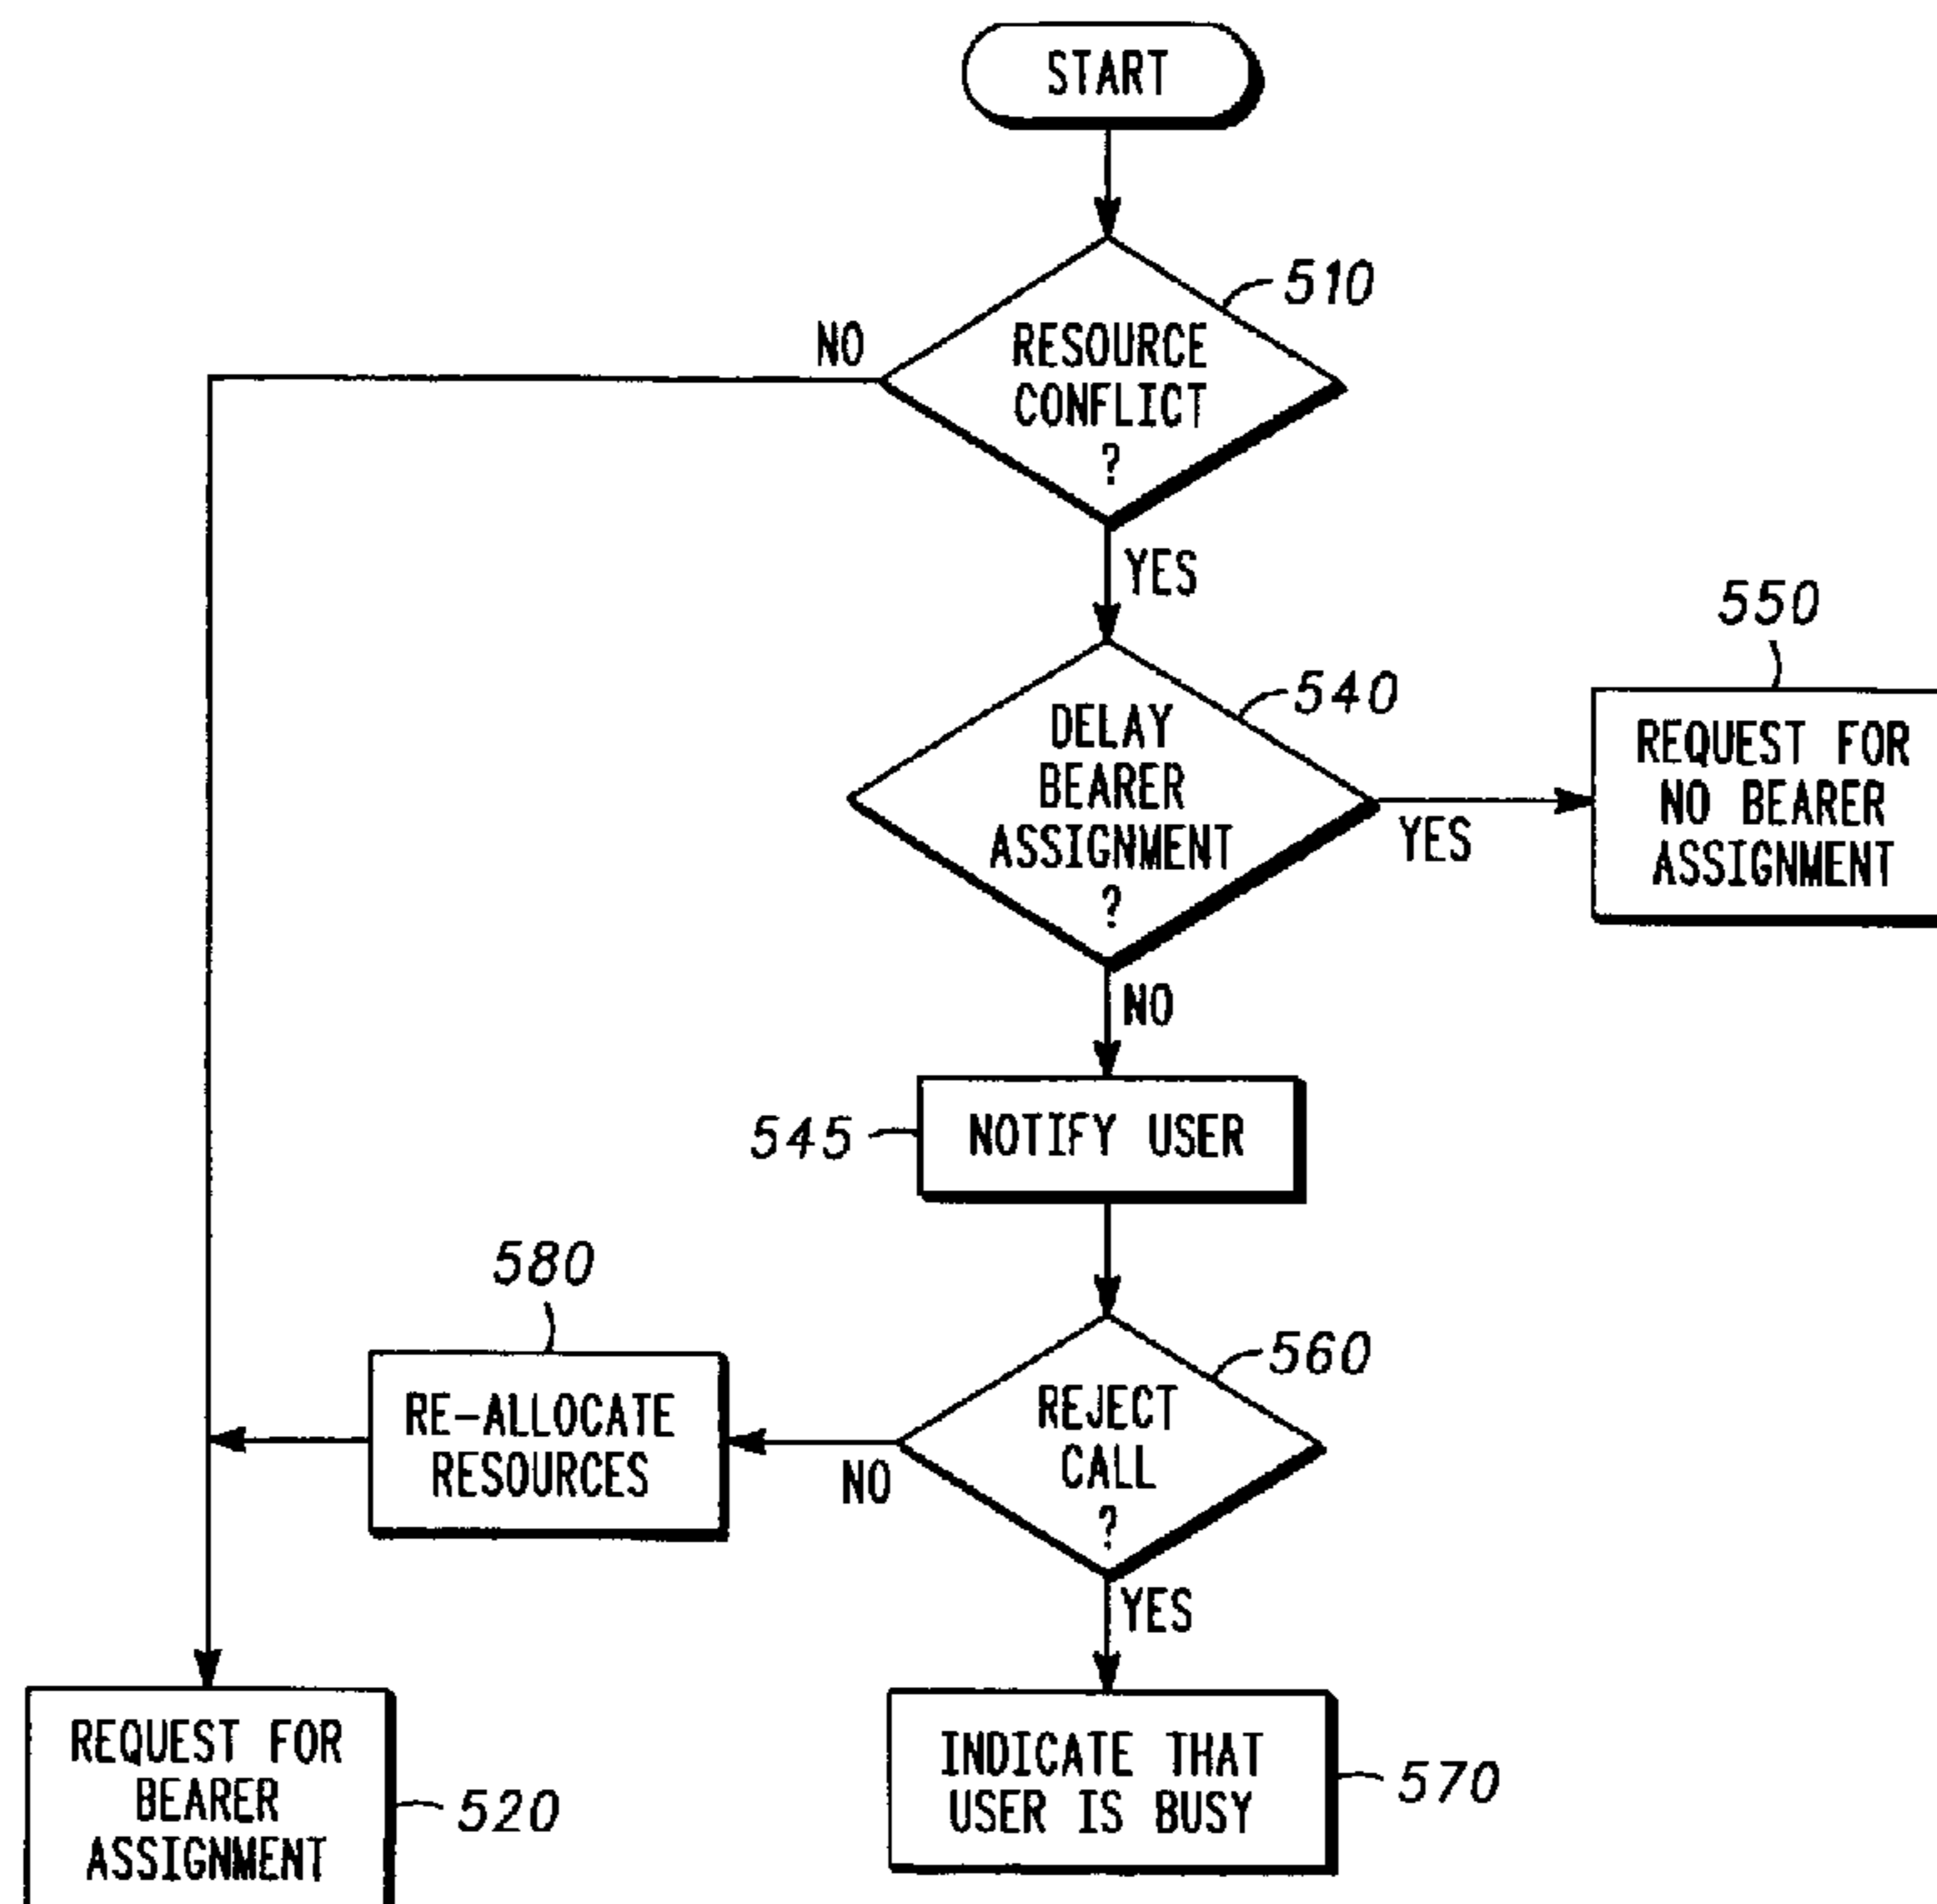 START
510
NO
RESOURCE
CONFLICT
?
YES
550
540
DELAY
BEARER
ASSIGNMENT
?
YES
REQUEST FOR
NO BEARER
ASSIGNMENT
NO
545
NOTIFY USER
580
560
RE-ALLOCATE
RESOURCES
NO
REJECT
CALL
?
YES
REQUEST FOR
BEARER
ASSIGNMENT
520
INDICATE THAT
USER IS BUSY
570